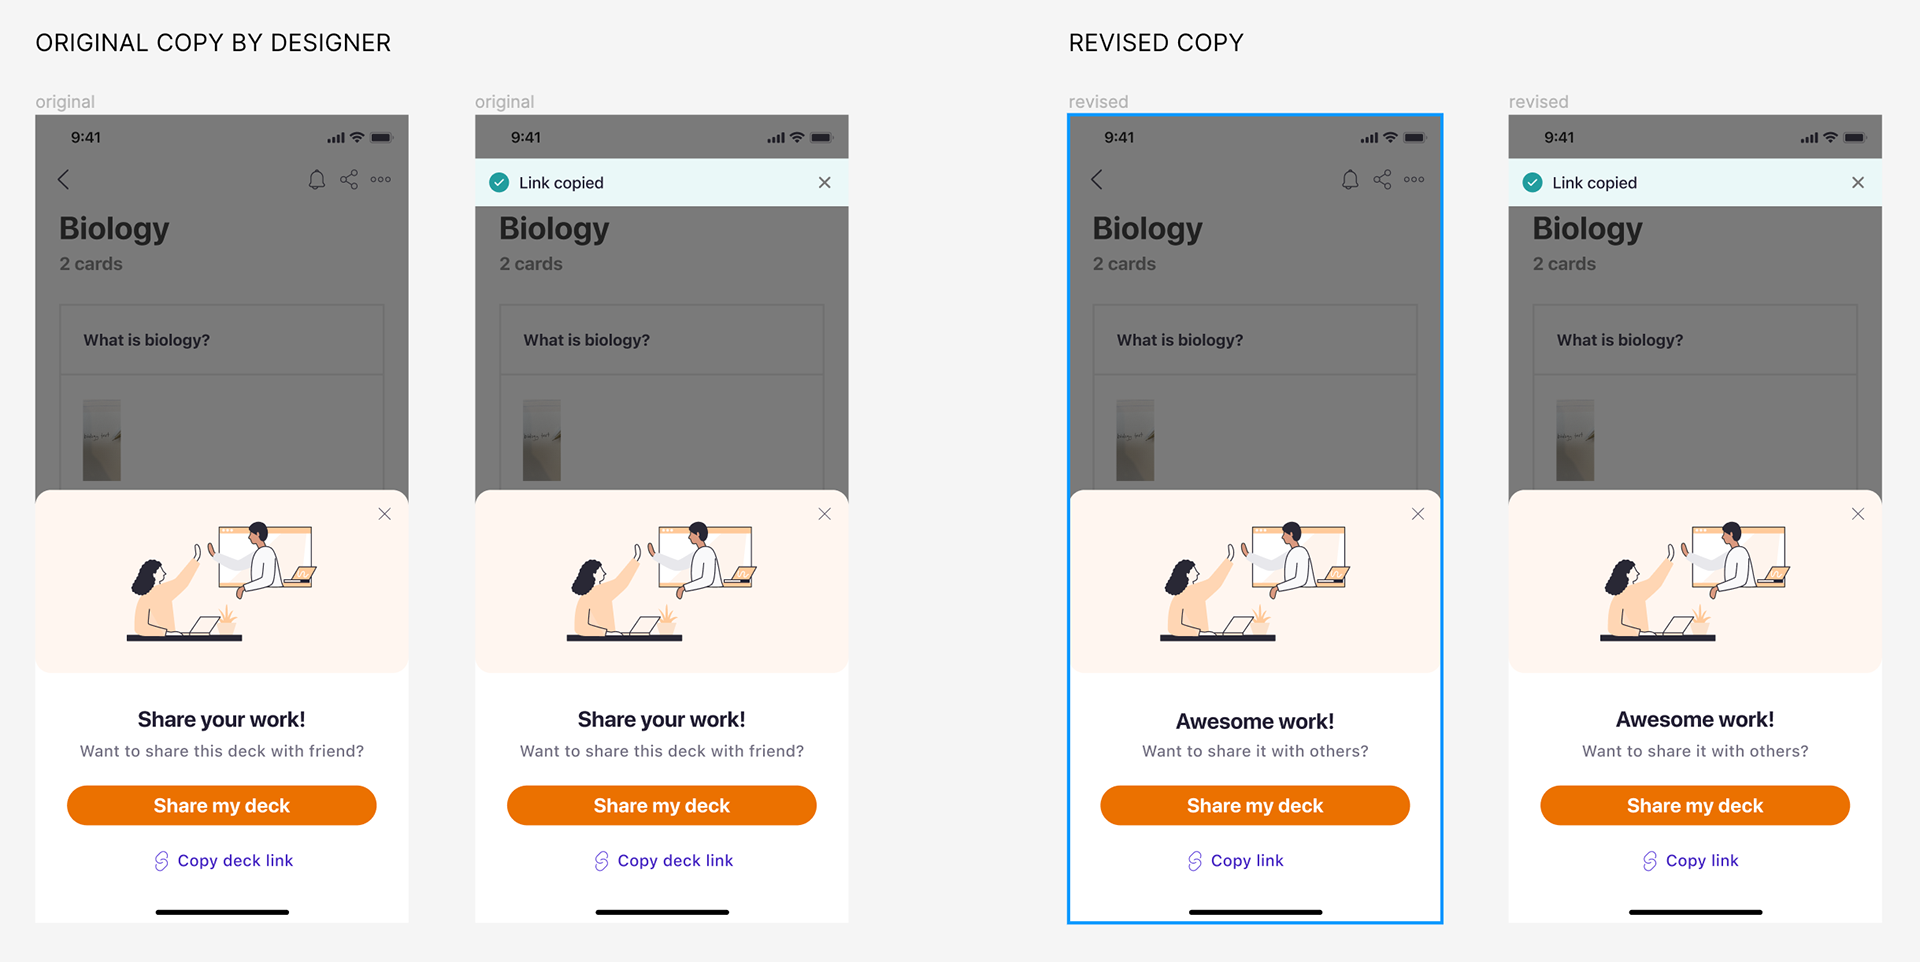 ORIGINAL COPY BY DESIGNER
original
9:41
Biology
2 cards
What is biology?
Share your work!
Want to share this deck with friend?
Share my deck
Copy deck link
original
9:41
Link copied
Biology
2 cards
What is biology?
Share your work!
Want to share this deck with friend?
Share my deck
Copy deck link
REVISED COPY
revised
9:41
Biology
2 cards
What is biology?
Awesome work!
Want to share it with others?
Share my deck
Copy link
revised
9:41
Link copied
Biology
2 cards
What is biology?
Awesome work!
Want to share it with others?
Share my deck
Copy link